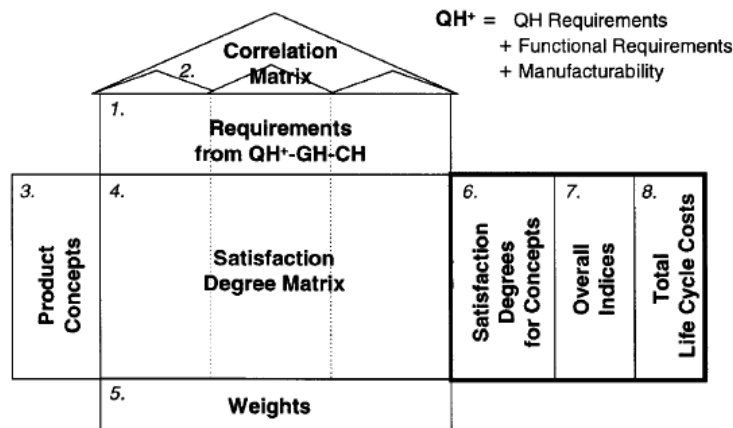 QH⁺ = QH Requirements
+ Functional Requirements
+ Manufacturability
2. Correlation
Matrix
1.
Requirements
from QH⁺-GH-CH
3.
Product
Concepts
4.
Satisfaction
Degree Matrix
6.
Satisfaction
Degrees
for Concepts
7.
Overall
Indices
8.
Total
Life Cycle Costs
5.
Weights